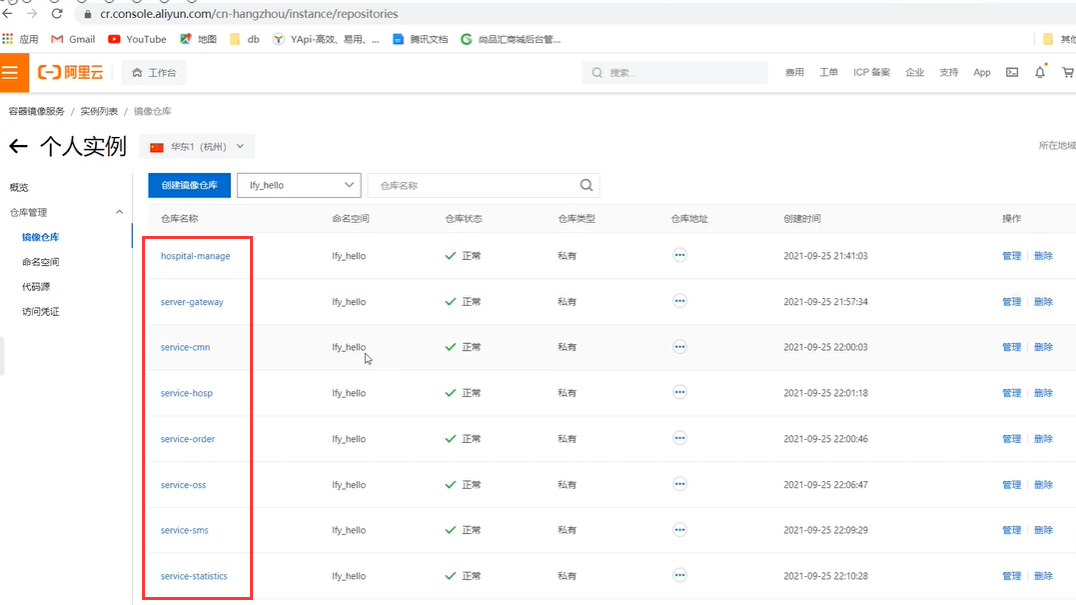 cr.console.aliyun.com/cn-hangzhou/instance/repositories
应用 Gmail YouTube 地图 db YApi-高效、易用、... 腾讯文档 尚品汇商城后台管...
阿里云 工作台 搜索... 费用 工单 ICP 备案 企业 支持 App
容器镜像服务 / 实例列表 / 镜像仓库
个人实例 华东1（杭州） 所在地域
概览
仓库管理
镜像仓库
命名空间
代码源
访问凭证
创建镜像仓库 lfy_hello 仓库名称
仓库名称 命名空间 仓库状态 仓库类型 仓库地址 创建时间 操作
hospital-manage lfy_hello 正常 私有 2021-09-25 21:41:03 管理 删除
server-gateway lfy_hello 正常 私有 2021-09-25 21:57:34 管理 删除
service-cmn lfy_hello 正常 私有 2021-09-25 22:00:03 管理 删除
service-hosp lfy_hello 正常 私有 2021-09-25 22:01:18 管理 删除
service-order lfy_hello 正常 私有 2021-09-25 22:00:46 管理 删除
service-oss lfy_hello 正常 私有 2021-09-25 22:06:47 管理 删除
service-sms lfy_hello 正常 私有 2021-09-25 22:09:29 管理 删除
service-statistics lfy_hello 正常 私有 2021-09-25 22:10:28 管理 删除